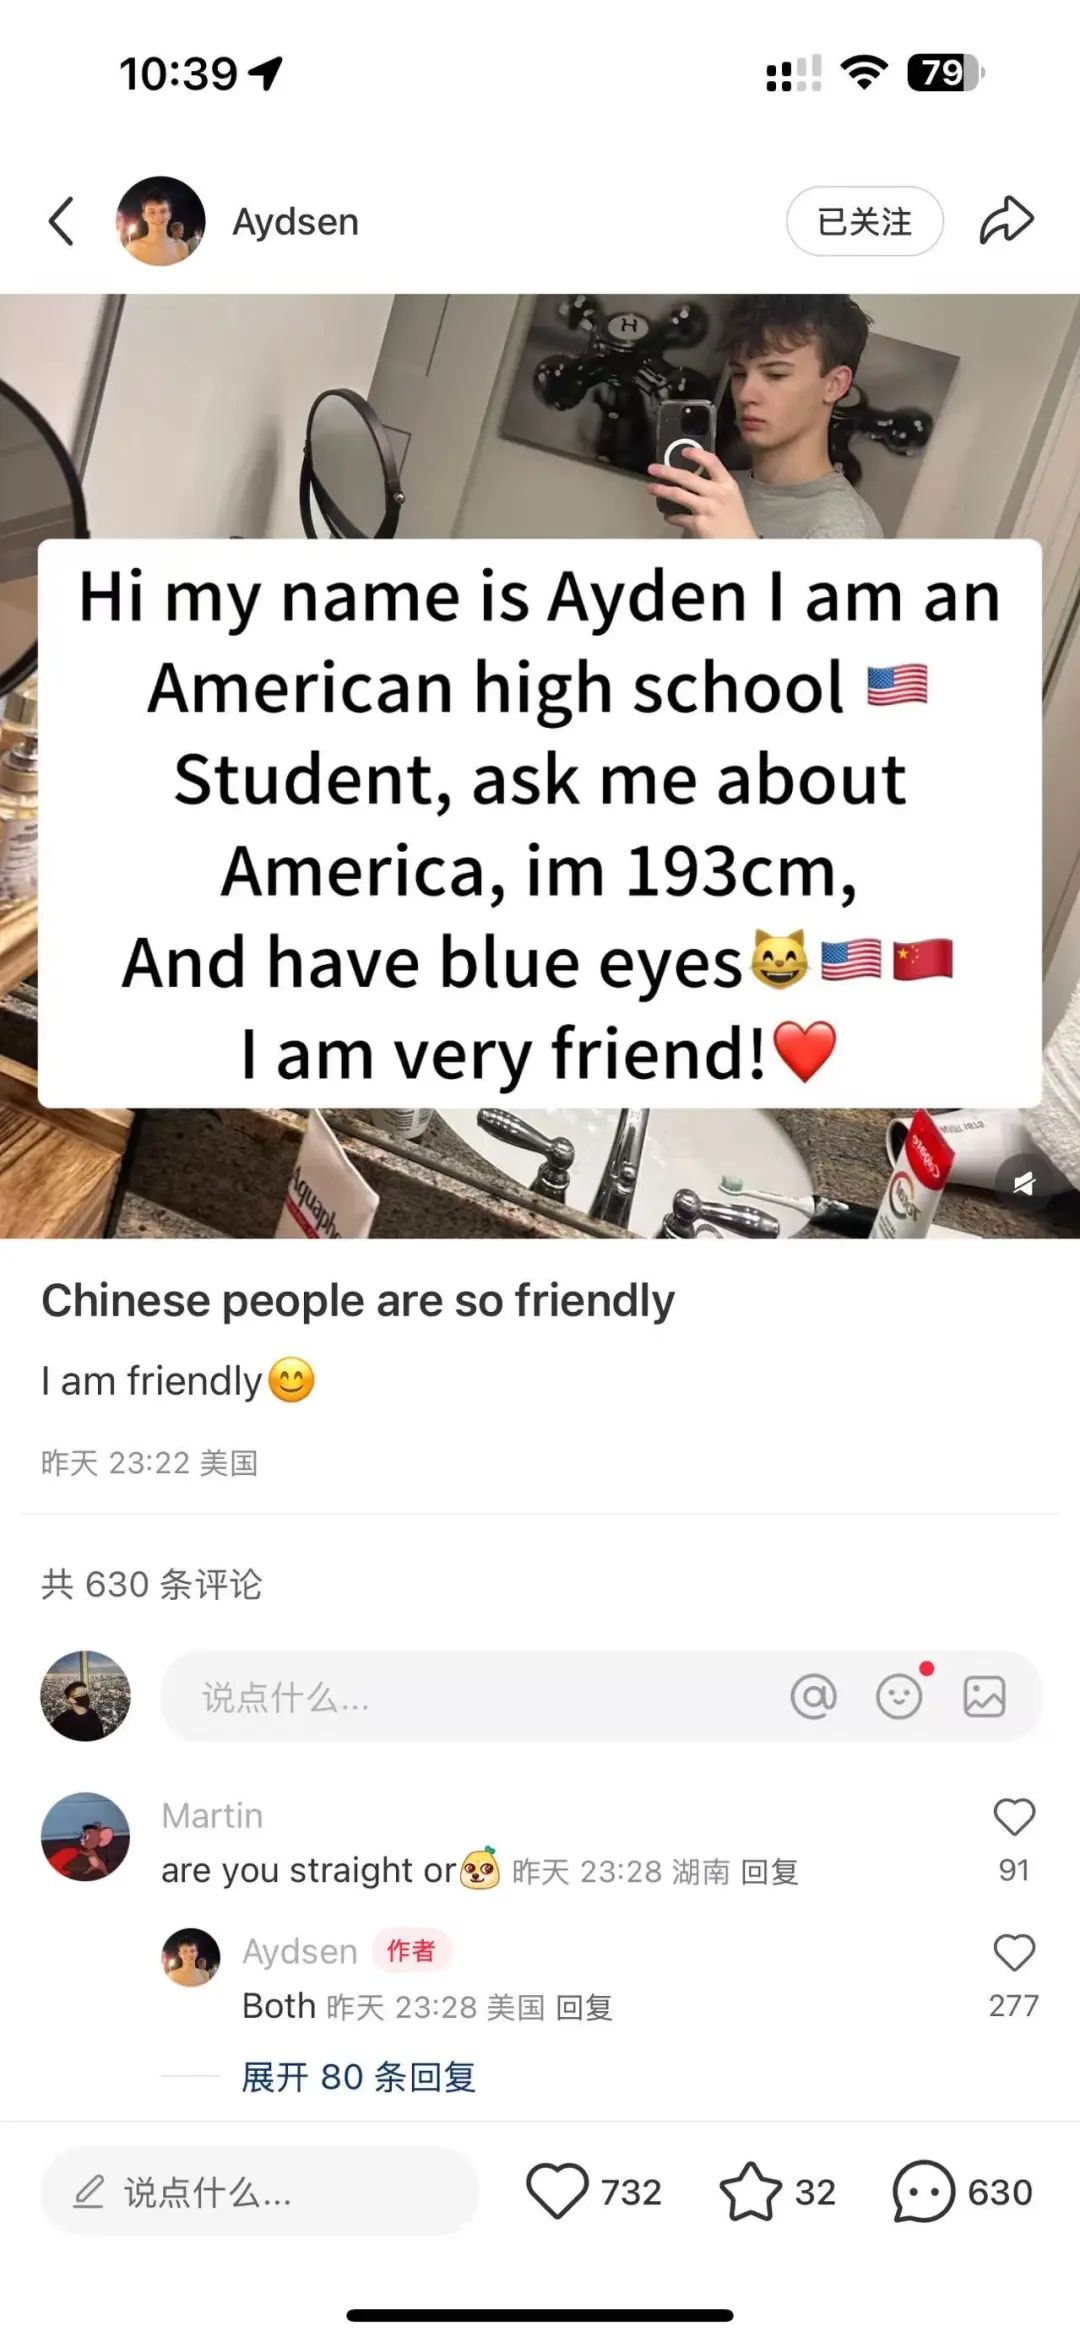 10:39
79
Aydsen
已关注
H
Hi my name is Ayden I am an
American high school 🇺🇸
Student, ask me about
America, im 193cm,
And have blue eyes😸🇺🇸🇨🇳
I am very friend!❤️
Aquaph
Colgate
Total
Chinese people are so friendly
I am friendly😊
昨天 23:22 美国
共 630 条评论
说点什么...
Martin
are you straight or 昨天 23:28 湖南 回复
91
Aydsen 作者
Both 昨天 23:28 美国 回复
277
展开 80 条回复
说点什么...
732
32
630